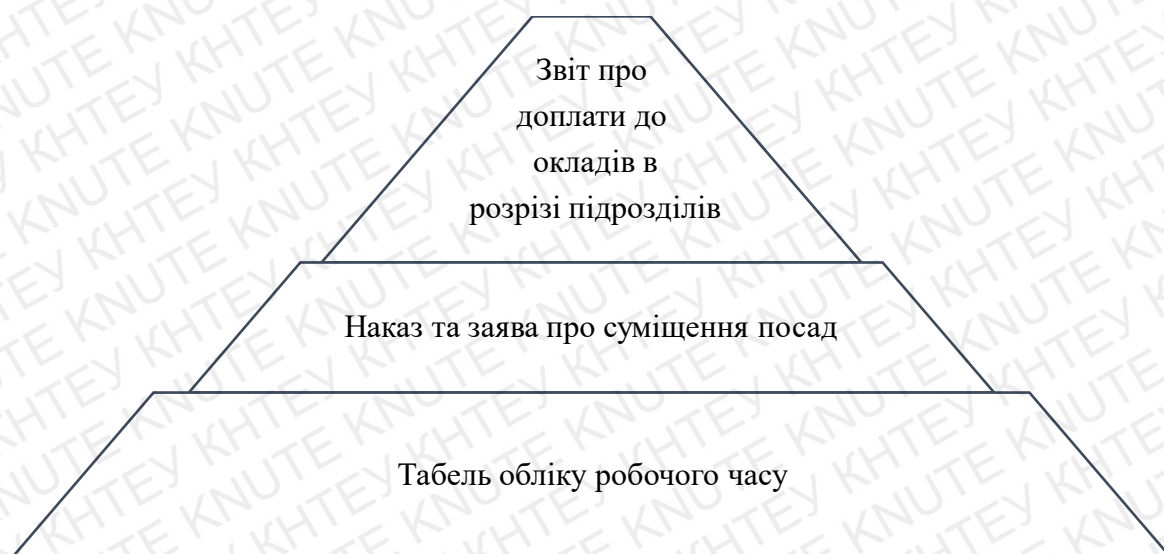 Звіт про
доплати до
окладів в
розрізі підрозділів
Наказ та заява про суміщення посад
Табель обліку робочого часу